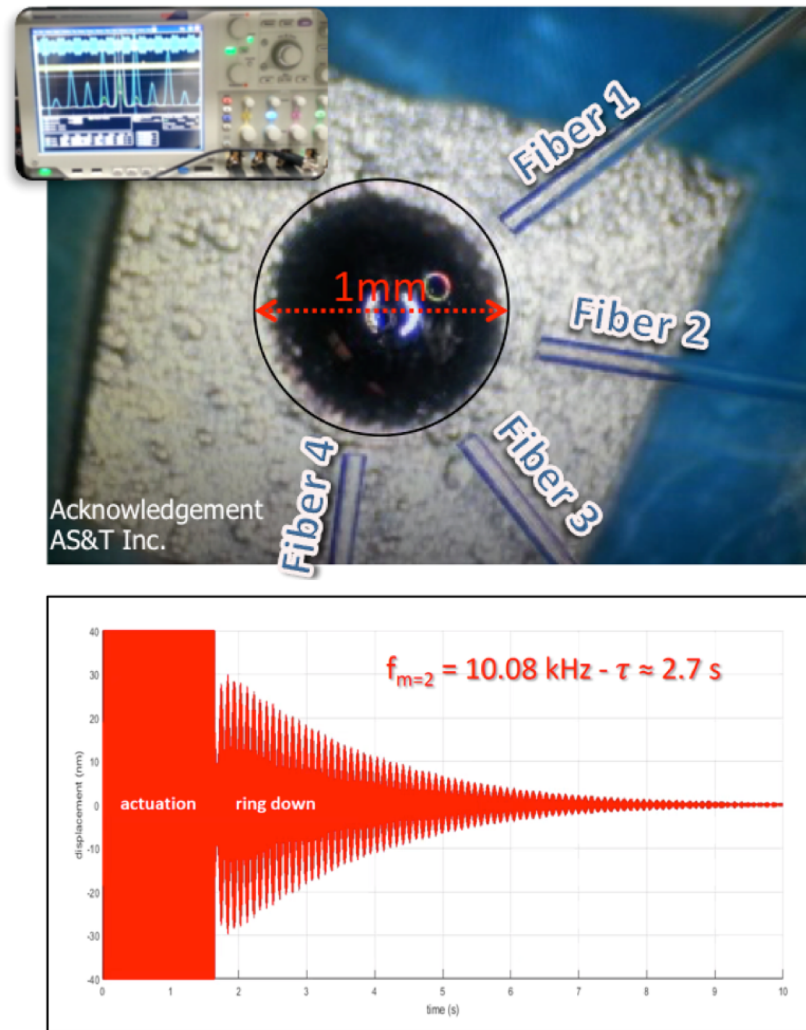 Fiber 1
1mm
Fiber 2
Fiber 3
Fiber 4
Acknowledgement
AS&T Inc.
f_{m=2} = 10.08 kHz - τ ≈ 2.7 s
displacement (nm)
40
30
20
10
0
-10
-20
-30
-40
actuation
ring down
0 1 2 3 4 5 6 7 8 9 10
time (s)